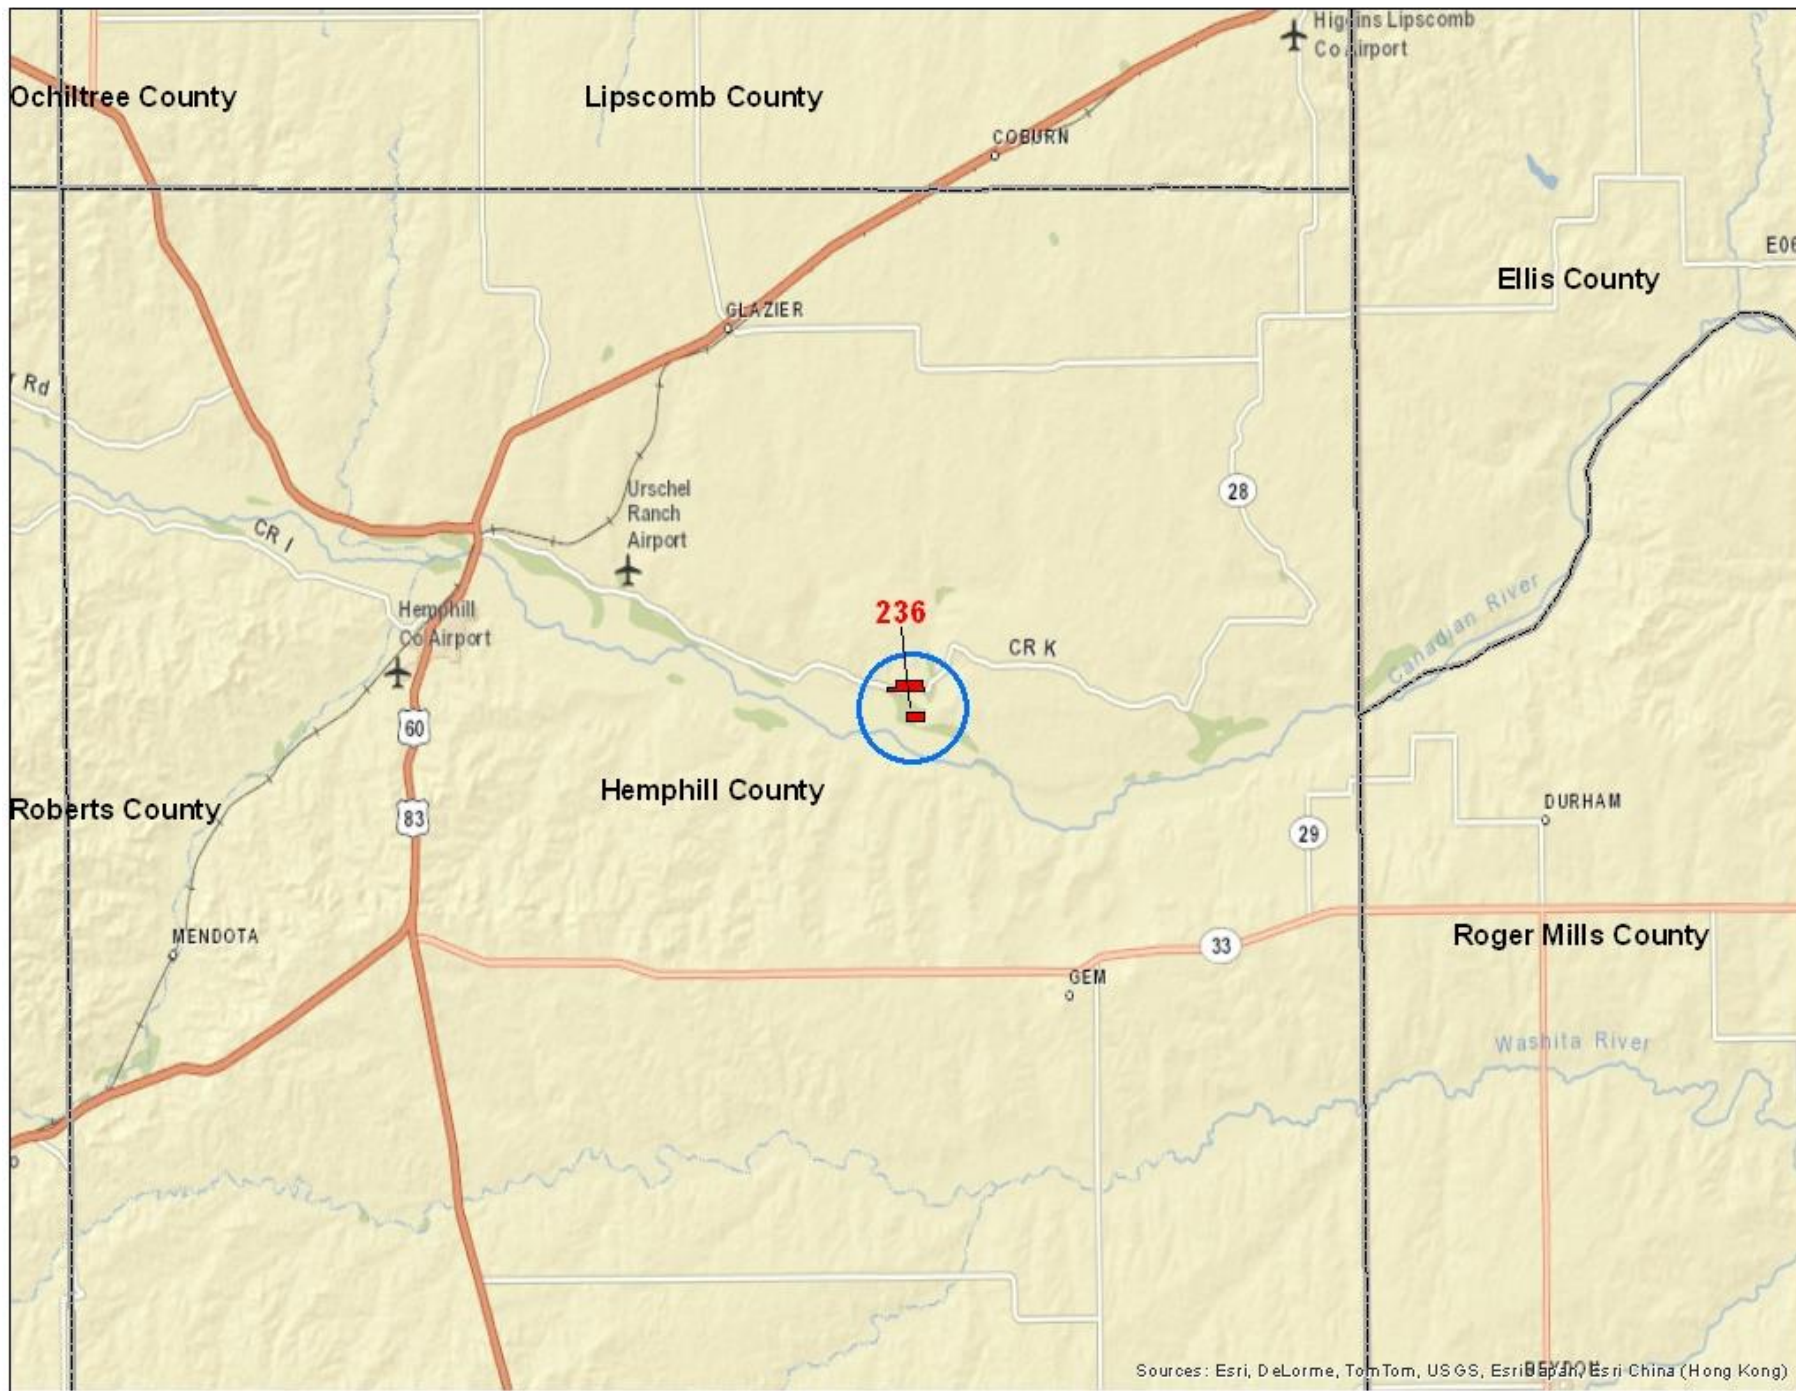 Higgins Lipscomb
Co Airport
Ochiltree County
Lipscomb County
COBURN
E06
Ellis County
GLAZIER
r Rd
28
Urschel
Ranch
Airport
CR I
Canadian River
Hemphill
Co Airport
236
CR K
60
Hemphill County
DURHAM
Roberts County
83
29
MENDOTA
Roger Mills County
33
GEM
Washita River
Sources: Esri, DeLorme, TomTom, USGS, Esri Japan, Esri China (Hong Kong)
REYDON